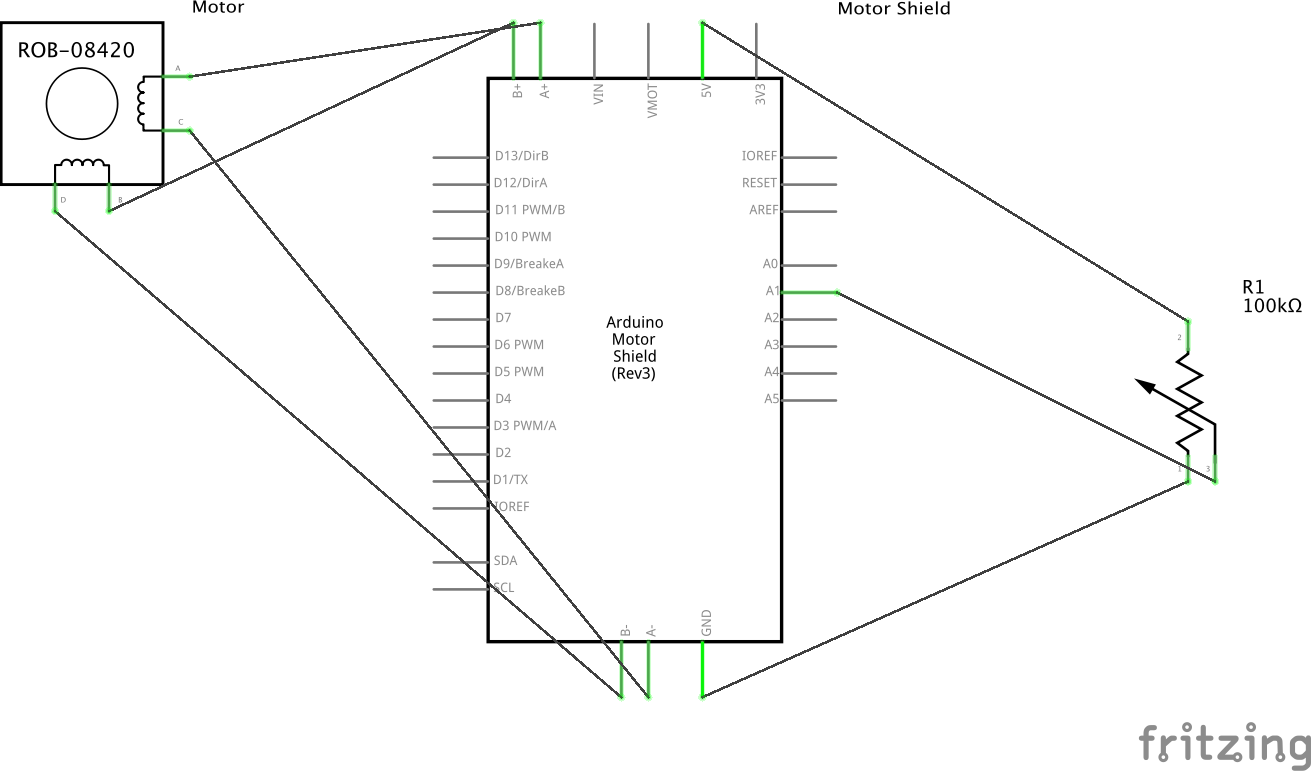 Motor
Motor Shield
ROB-08420
A
C
D
B
B+
A+
VIN
VMOT
5V
3V3
D13/DirB
D12/DirA
D11 PWM/B
D10 PWM
D9/BreakeA
D8/BreakeB
D7
D6 PWM
D5 PWM
D4
D3 PWM/A
D2
D1/TX
IOREF
SDA
SCL
Arduino
Motor
Shield
(Rev3)
IOREF
RESET
AREF
A0
A1
A2
A3
A4
A5
B-
A-
GND
R1
100kΩ
2
1
3
fritzing